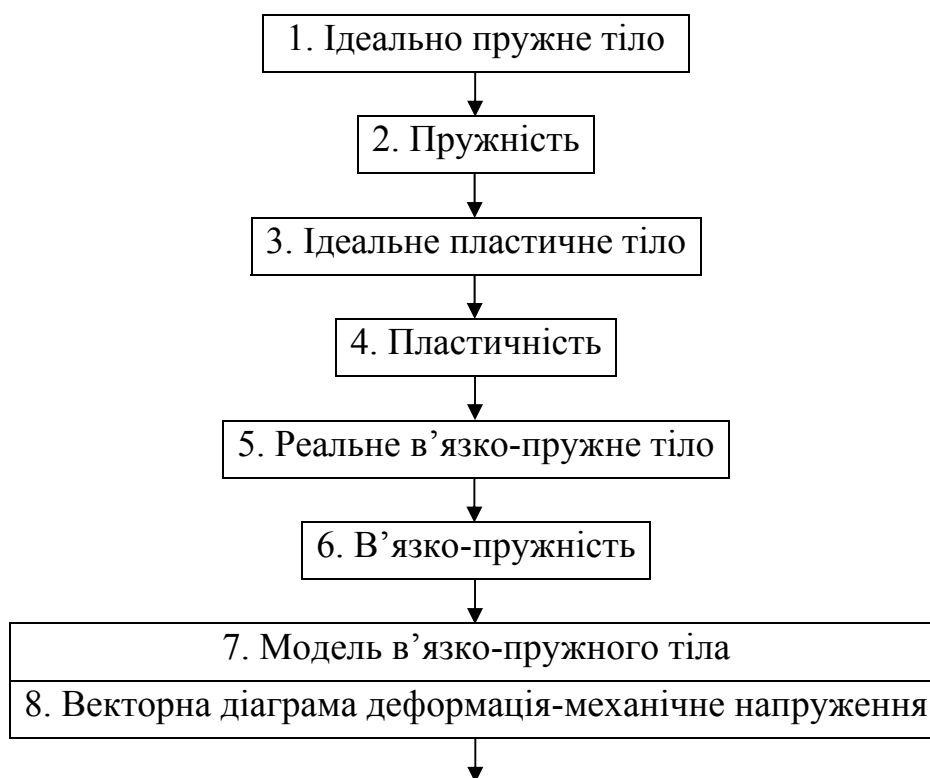 1. Ідеально пружне тіло
2. Пружність
3. Ідеальне пластичне тіло
4. Пластичність
5. Реальне в’язко-пружне тіло
6. В’язко-пружність
7. Модель в’язко-пружного тіла
8. Векторна діаграма деформація-механічне напруження